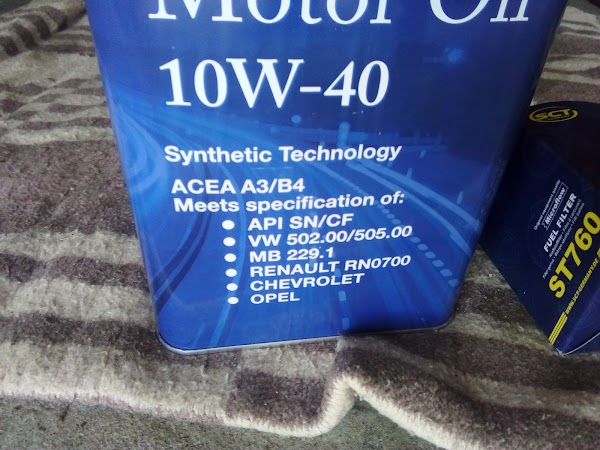 Motor Oil
10W-40
Synthetic Technology
ACEA A3/B4
Meets specification of:
• API SN/CF
• VW 502.00/505.00
• MB 229.1
• RENAULT RN0700
• CHEVROLET
• OPEL
SCT
Microflow
FUEL FILTER
ST760